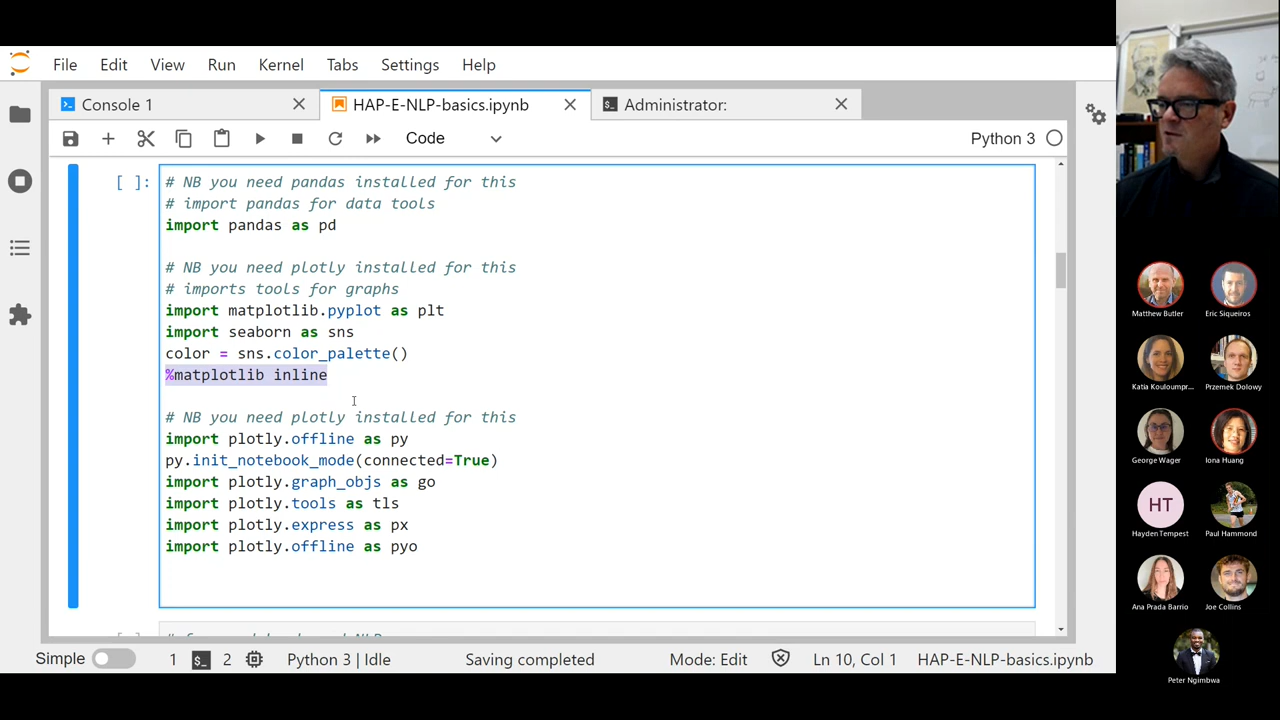 File Edit View Run Kernel Tabs Settings Help
Console 1
HAP-E-NLP-basics.ipynb
Administrator:
Code
Python 3
[ ]:
# NB you need pandas installed for this
# import pandas for data tools
import pandas as pd
# NB you need plotly installed for this
# imports tools for graphs
import matplotlib.pyplot as plt
import seaborn as sns
color = sns.color_palette()
%matplotlib inline
# NB you need plotly installed for this
import plotly.offline as py
py.init_notebook_mode(connected=True)
import plotly.graph_objs as go
import plotly.tools as tls
import plotly.express as px
import plotly.offline as pyo
Simple 1 2 Python 3 | Idle Saving completed Mode: Edit Ln 10, Col 1 HAP-E-NLP-basics.ipynb
Matthew Butler
Eric Siqueiros
Katia Kouloumpr...
Przemek Dolowy
George Wager
Iona Huang
HT
Hayden Tempest
Paul Hammond
Ana Prada Barrio
Joe Collins
Peter Ngimbwa